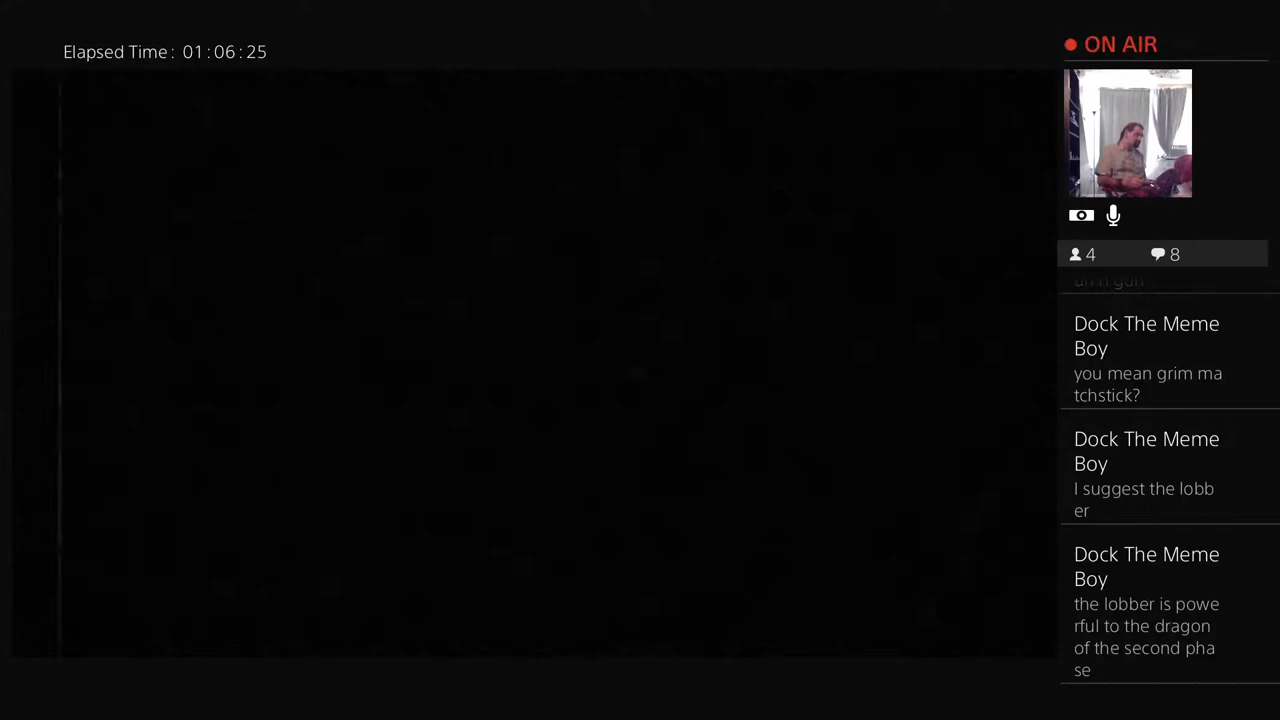 Elapsed Time: 01:06:25
ON AIR
4 8
Dock The Meme
Boy
you mean grim ma
tchstick?
Dock The Meme
Boy
I suggest the lobb
er
Dock The Meme
Boy
the lobber is powe
rful to the dragon
of the second pha
se